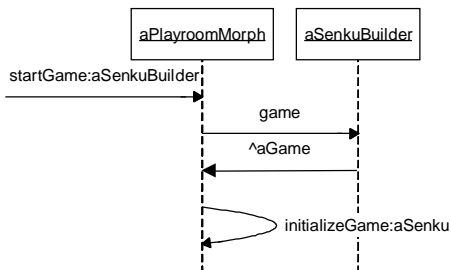 aPlayroomMorph
aSenkuBuilder
startGame:aSenkuBuilder
game
^aGame
initializeGame:aSenku